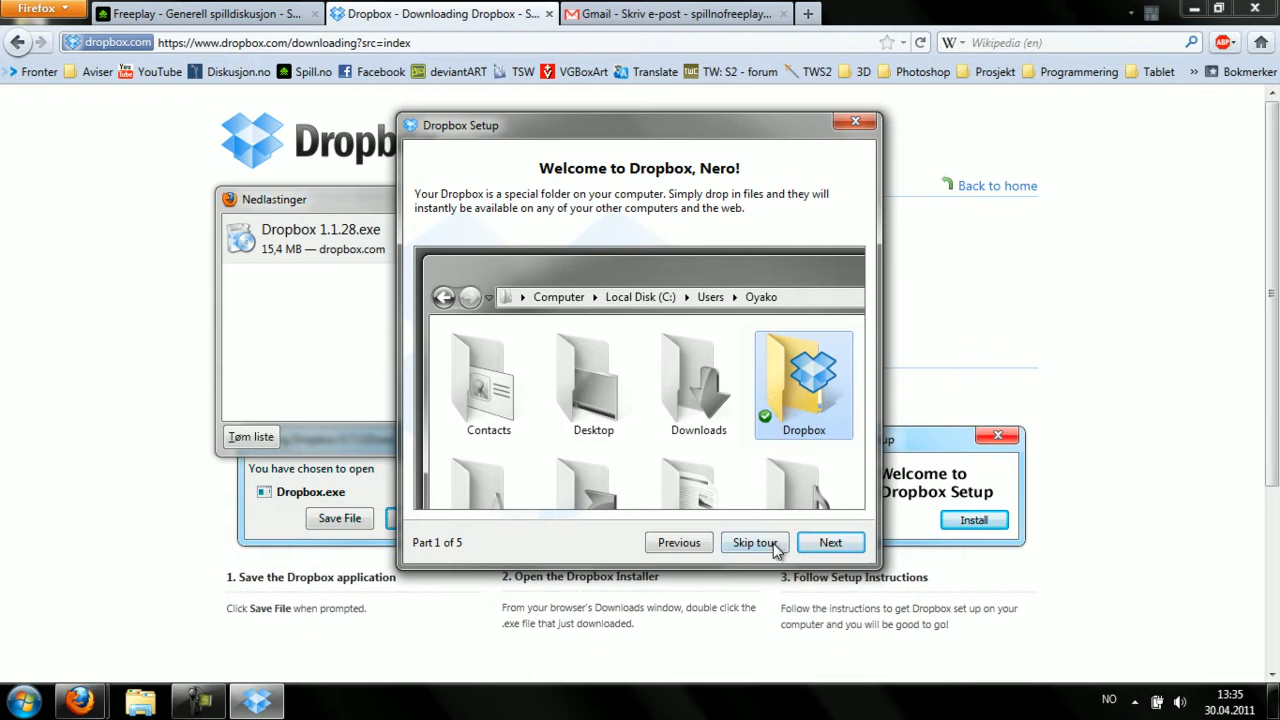 Firefox
Freeplay - Generell spilldiskusjon - S...
Dropbox - Downloading Dropbox - S...
Gmail - Skriv e-post - spillnofreeplay...
dropbox.com
https://www.dropbox.com/downloading?src=index
W
Wikipedia (en)
ABP
Fronter
Aviser
YouTube
Diskusjon.no
Spill.no
Facebook
deviantART
TSW
VGBoxArt
Translate
TW: S2 - forum
TWS2
3D
Photoshop
Prosjekt
Programmering
Tablet
»
Bokmerker
Dropb
Back to home
Nedlastinger
Dropbox 1.1.28.exe
15,4 MB — dropbox.com
Tøm liste
You have chosen to open
Dropbox.exe
Save File
Dropbox Setup
Welcome to Dropbox, Nero!
Your Dropbox is a special folder on your computer. Simply drop in files and they will
instantly be available on any of your other computers and the web.
Computer
Local Disk (C:)
Users
Oyako
Contacts
Desktop
Downloads
Dropbox
Part 1 of 5
Previous
Skip tour
Next
up
Welcome to
Dropbox Setup
Install
1. Save the Dropbox application
Click Save File when prompted.
2. Open the Dropbox Installer
From your browser's Downloads window, double click the
.exe file that just downloaded.
3. Follow Setup Instructions
Follow the instructions to get Dropbox set up on your
computer and you will be good to go!
NO
13:35
30.04.2011